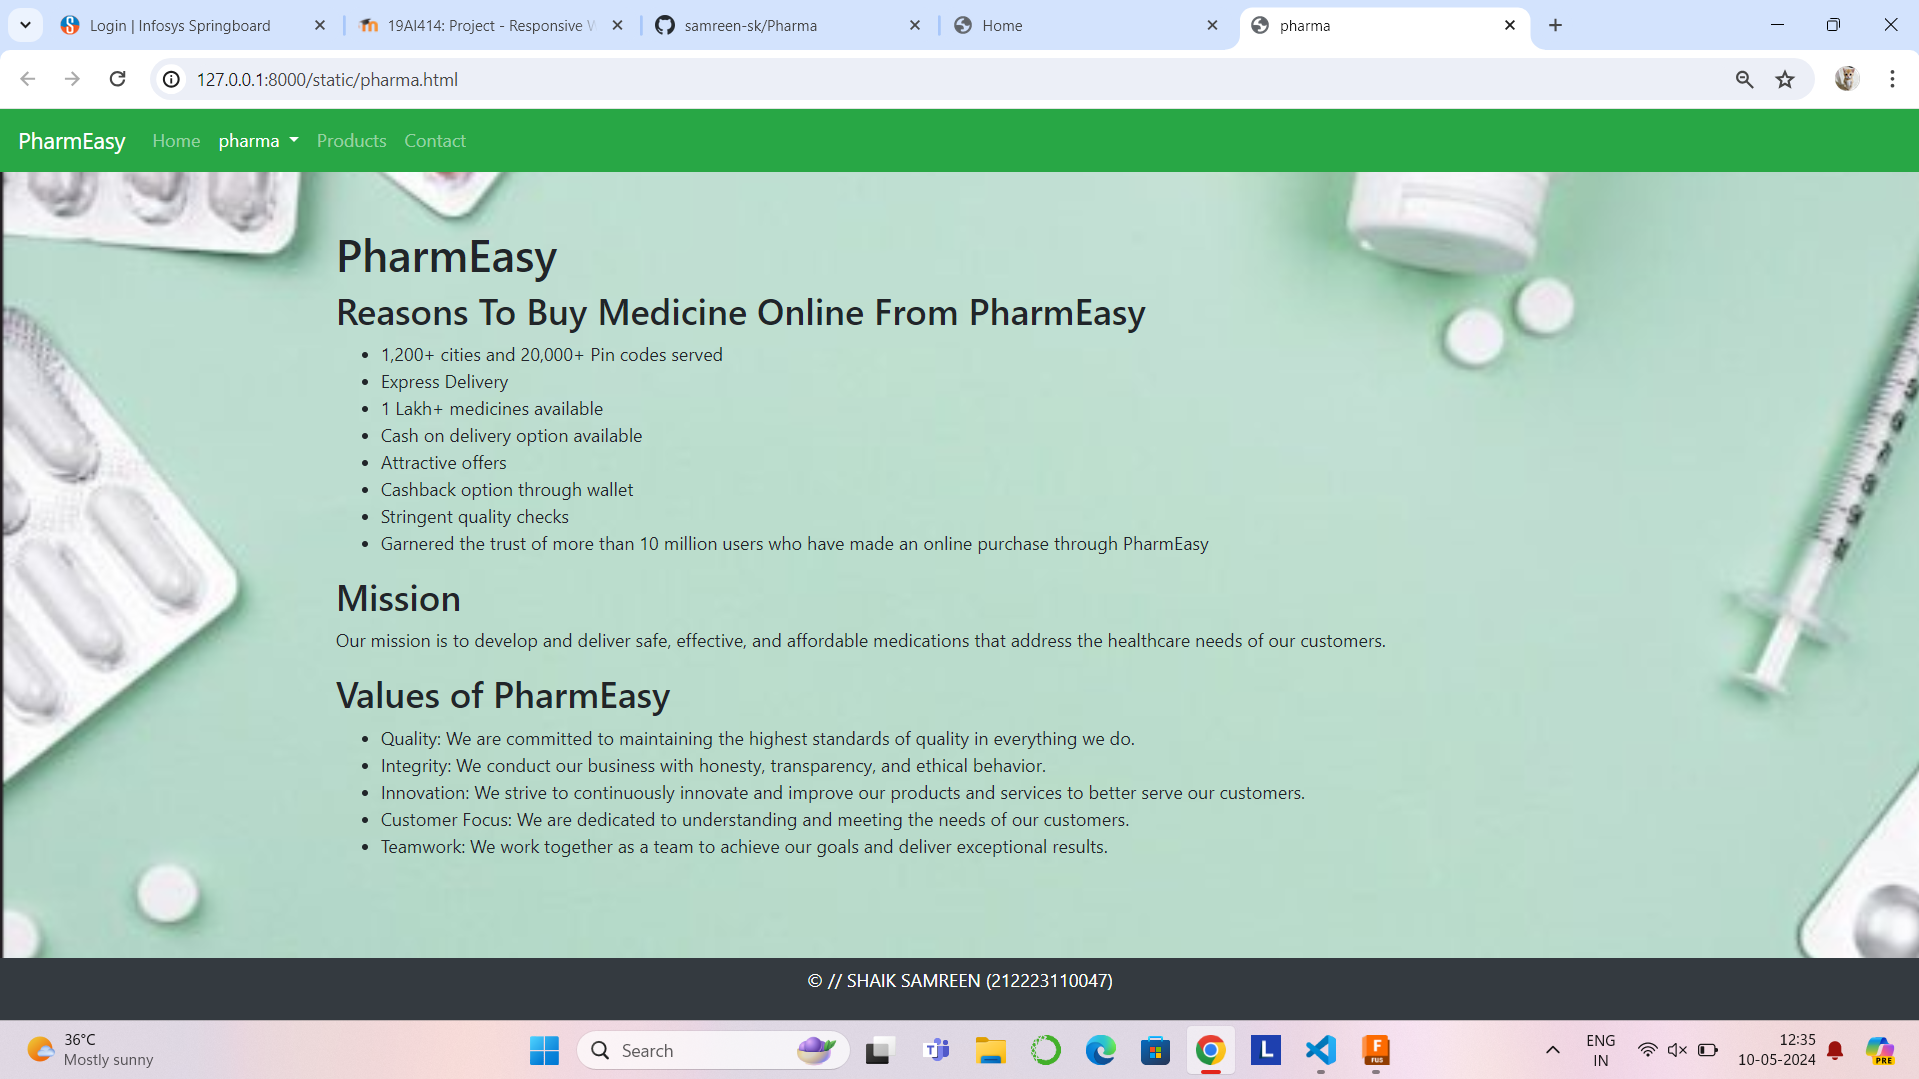 Login | Infosys Springboard
19AI414: Project - Responsive W
samreen-sk/Pharma
Home
pharma
127.0.0.1:8000/static/pharma.html
PharmEasy
Home
pharma
Products
Contact
PharmEasy
Reasons To Buy Medicine Online From PharmEasy
• 1,200+ cities and 20,000+ Pin codes served
• Express Delivery
• 1 Lakh+ medicines available
• Cash on delivery option available
• Attractive offers
• Cashback option through wallet
• Stringent quality checks
• Garnered the trust of more than 10 million users who have made an online purchase through PharmEasy
Mission
Our mission is to develop and deliver safe, effective, and affordable medications that address the healthcare needs of our customers.
Values of PharmEasy
• Quality: We are committed to maintaining the highest standards of quality in everything we do.
• Integrity: We conduct our business with honesty, transparency, and ethical behavior.
• Innovation: We strive to continuously innovate and improve our products and services to better serve our customers.
• Customer Focus: We are dedicated to understanding and meeting the needs of our customers.
• Teamwork: We work together as a team to achieve our goals and deliver exceptional results.
© // SHAIK SAMREEN (212223110047)
36°C
Mostly sunny
Search
L
F
FUS
ENG
IN
12:35
10-05-2024
PRE